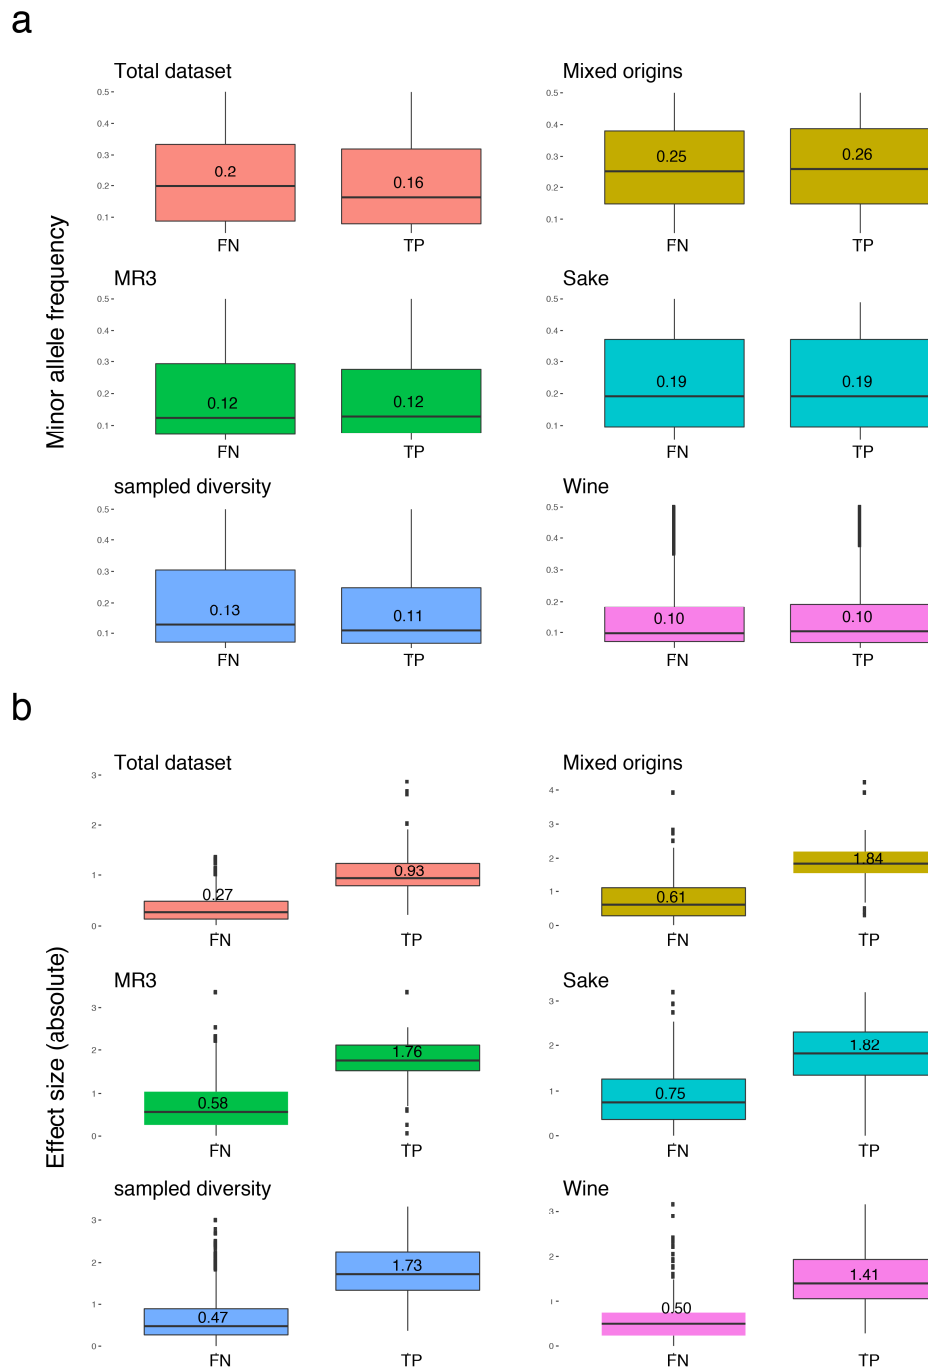 a
Total dataset
Mixed origins
0.5
0.4
0.3
0.2
0.1
0.2
0.16
FN
TP
0.5
0.4
0.3
0.2
0.1
0.25
0.26
FN
TP
Minor allele frequency
MR3
Sake
0.5
0.4
0.3
0.2
0.1
0.12
0.12
FN
TP
0.5
0.4
0.3
0.2
0.1
0.19
0.19
FN
TP
sampled diversity
Wine
0.5
0.4
0.3
0.2
0.1
0.13
0.11
FN
TP
0.5
0.4
0.3
0.2
0.1
0.10
0.10
FN
TP
b
Total dataset
Mixed origins
3
2
1
0
0.27
0.93
FN
TP
4
3
2
1
0
0.61
1.84
FN
TP
Effect size (absolute)
MR3
Sake
3
2
1
0
0.58
1.76
FN
TP
3
2
1
0
0.75
1.82
FN
TP
sampled diversity
Wine
3
2
1
0
0.47
1.73
FN
TP
3
2
1
0
0.50
1.41
FN
TP